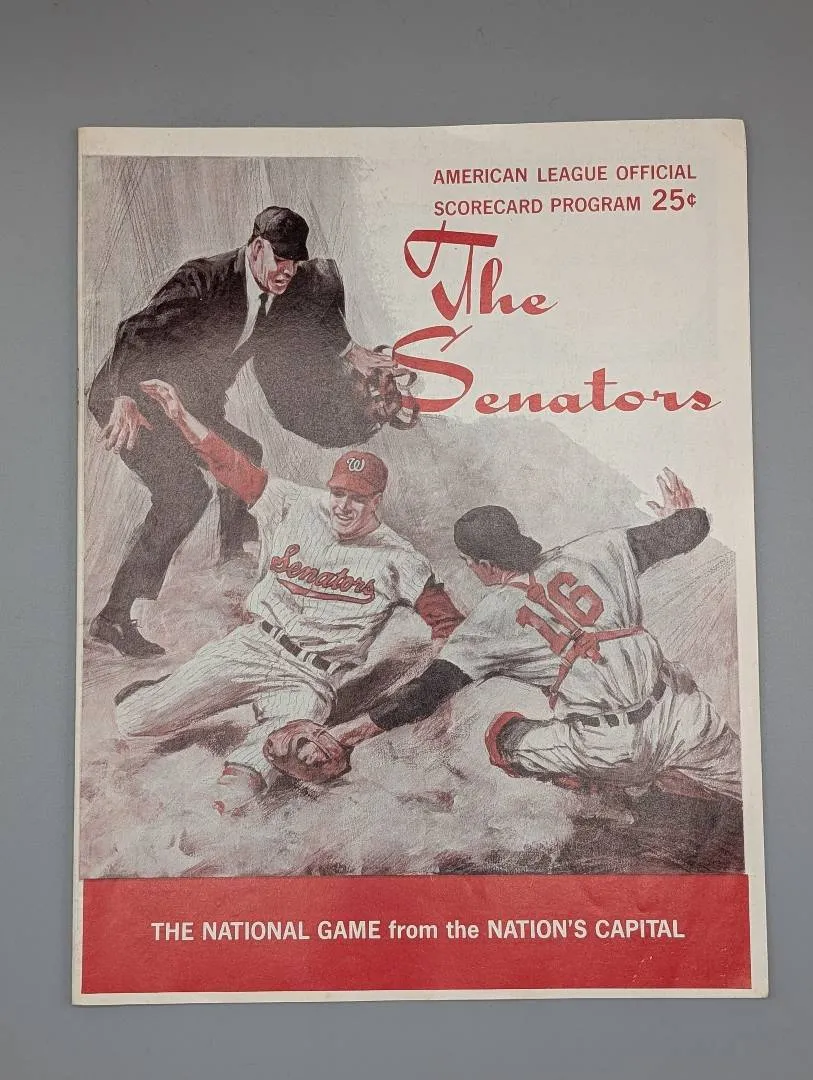 AMERICAN LEAGUE OFFICIAL
SCORECARD PROGRAM 25¢
The
Senators
W
Senators
16
THE NATIONAL GAME from the NATION'S CAPITAL